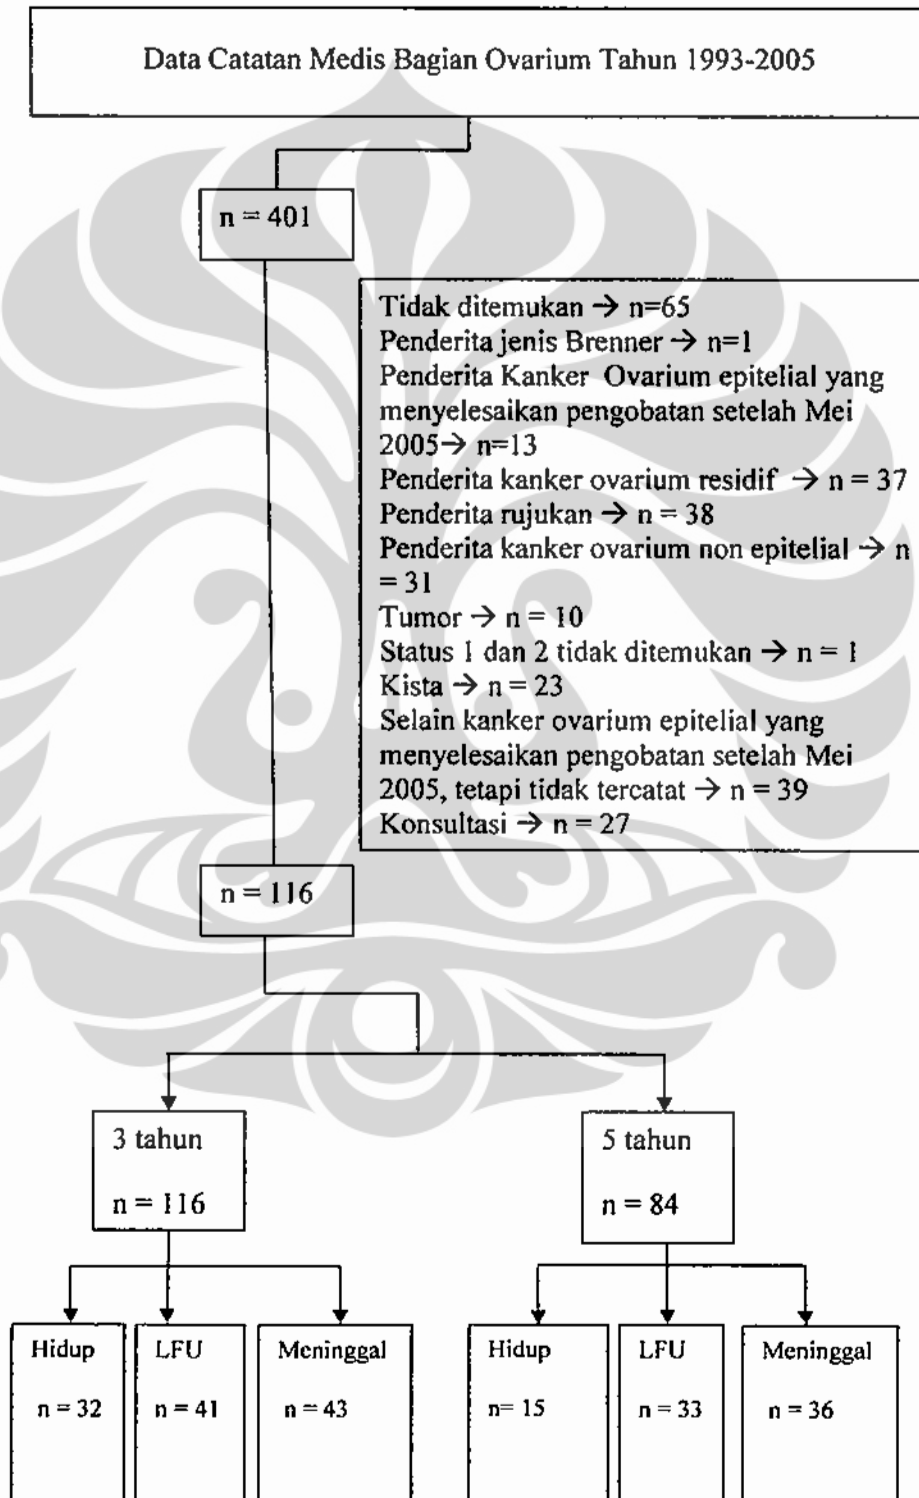 Data Catatan Medis Bagian Ovarium Tahun 1993-2005
n = 401
Tidak ditemukan → n=65
Penderita jenis Brenner → n=1
Penderita Kanker Ovarium epitelial yang
menyelesaikan pengobatan setelah Mei
2005→ n=13
Penderita kanker ovarium residif → n = 37
Penderita rujukan → n = 38
Penderita kanker ovarium non epitelial → n
= 31
Tumor → n = 10
Status 1 dan 2 tidak ditemukan → n = 1
Kista → n = 23
Selain kanker ovarium epitelial yang
menyelesaikan pengobatan setelah Mei
2005, tetapi tidak tercatat → n = 39
Konsultasi → n = 27
n = 116
3 tahun
n = 116
5 tahun
n = 84
Hidup
n = 32
LFU
n = 41
Meninggal
n = 43
Hidup
n= 15
LFU
n = 33
Meninggal
n = 36